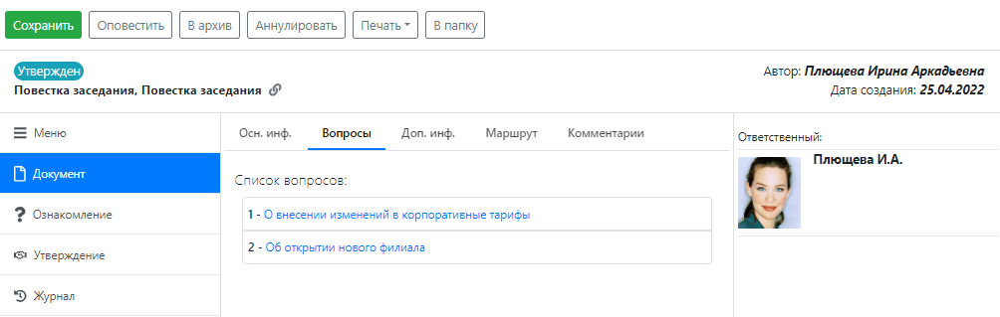 Сохранить Оповестить В архив Аннулировать Печать В папку
Утвержден
Автор: Плющева Ирина Аркадьевна
Повестка заседания, Повестка заседания
Дата создания: 25.04.2022
Меню
Документ
Ознакомление
Утверждение
Журнал
Осн. инф. Вопросы Доп. инф. Маршрут Комментарии
Список вопросов:
1 - О внесении изменений в корпоративные тарифы
2 - Об открытии нового филиала
Ответственный:
Плющева И.А.